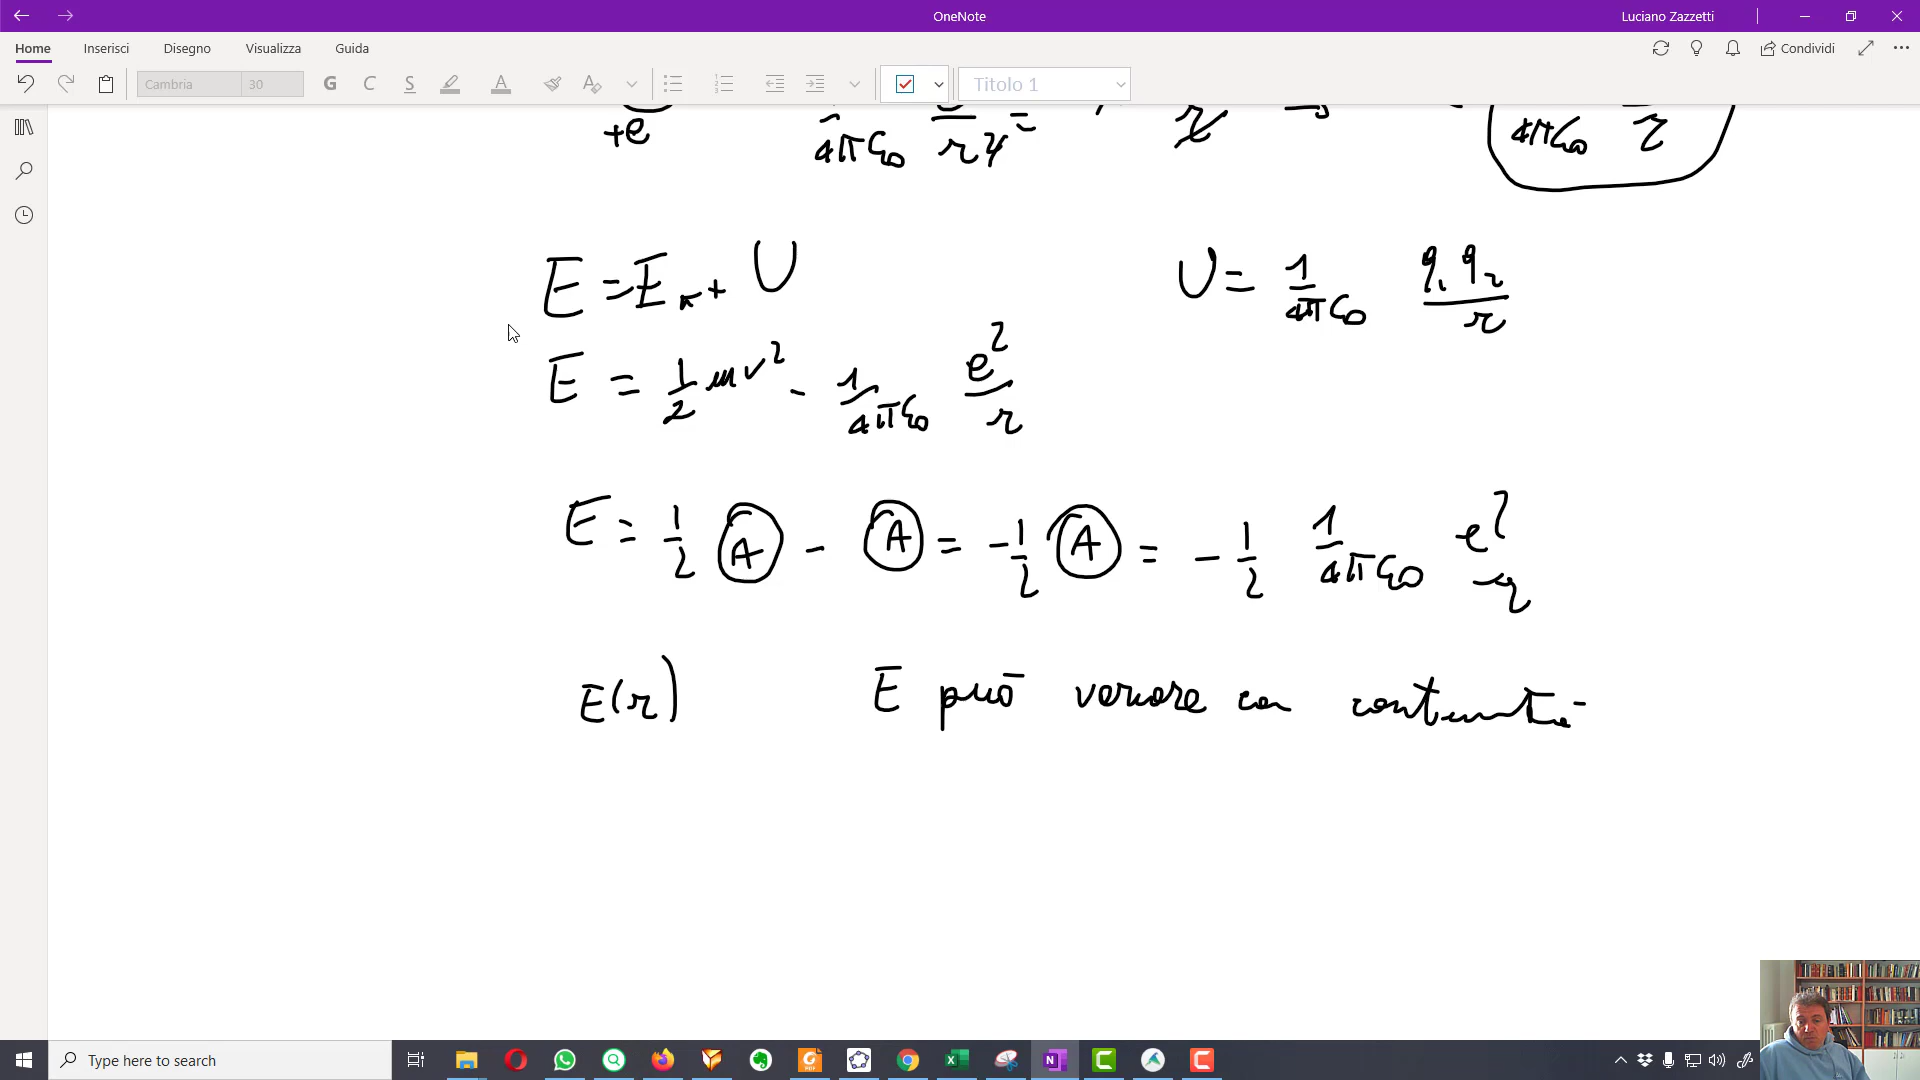 OneNote
Luciano Zazzetti
Home Inserisci Disegno Visualizza Guida
Condividi
Cambria 30 G C S A A Titolo 1
+e
4πε₀ r² = r
4πε₀ r
E = Eₖ + U
U = 1/4πε₀ q₁q₂/r
E = 1/2 mv² - 1/4πε₀ e²/r
E = 1/2 A - A = -1/2 A = -1/2 1/4πε₀ e²/r
E(r) E può variare con continuità
Type here to search